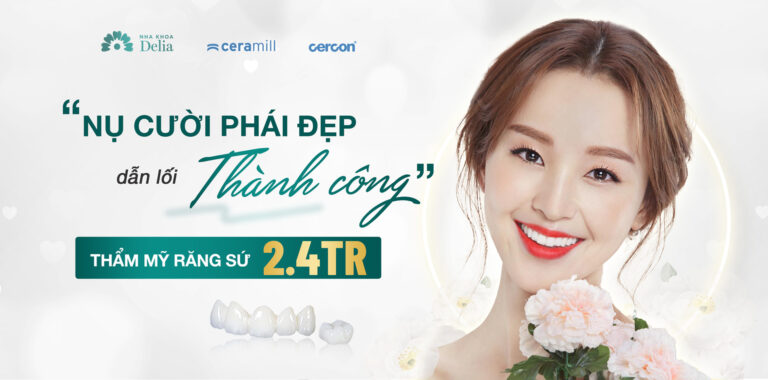 NHA KHOA
Delia
ceramill
cercon®
“NỤ CƯỜI PHÁI ĐẸP
dẫn lối Thành công”
THẨM MỸ RĂNG SỨ 2.4TR